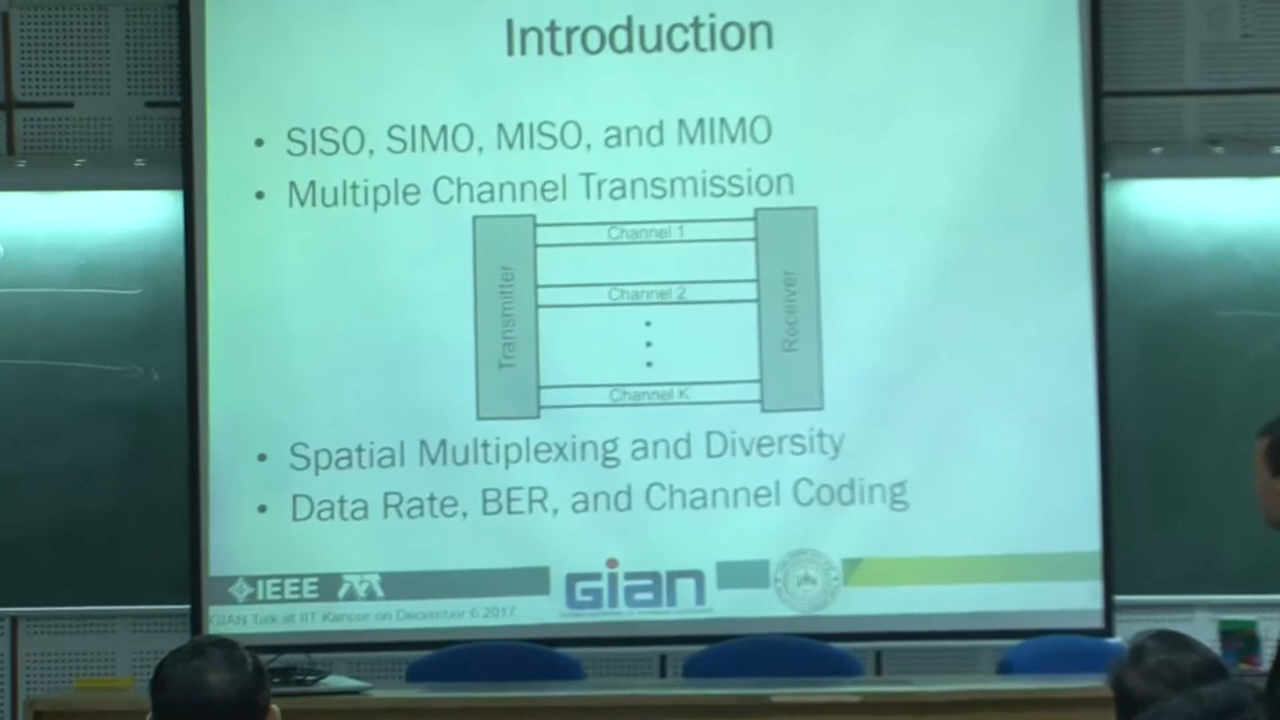 Introduction
• SISO, SIMO, MISO, and MIMO
• Multiple Channel Transmission
Transmitter
Channel 1
Channel 2
Channel K
Receiver
• Spatial Multiplexing and Diversity
• Data Rate, BER, and Channel Coding
IEEE
Gian
GIAN Talk at IIT Kanpur on December 6 2017